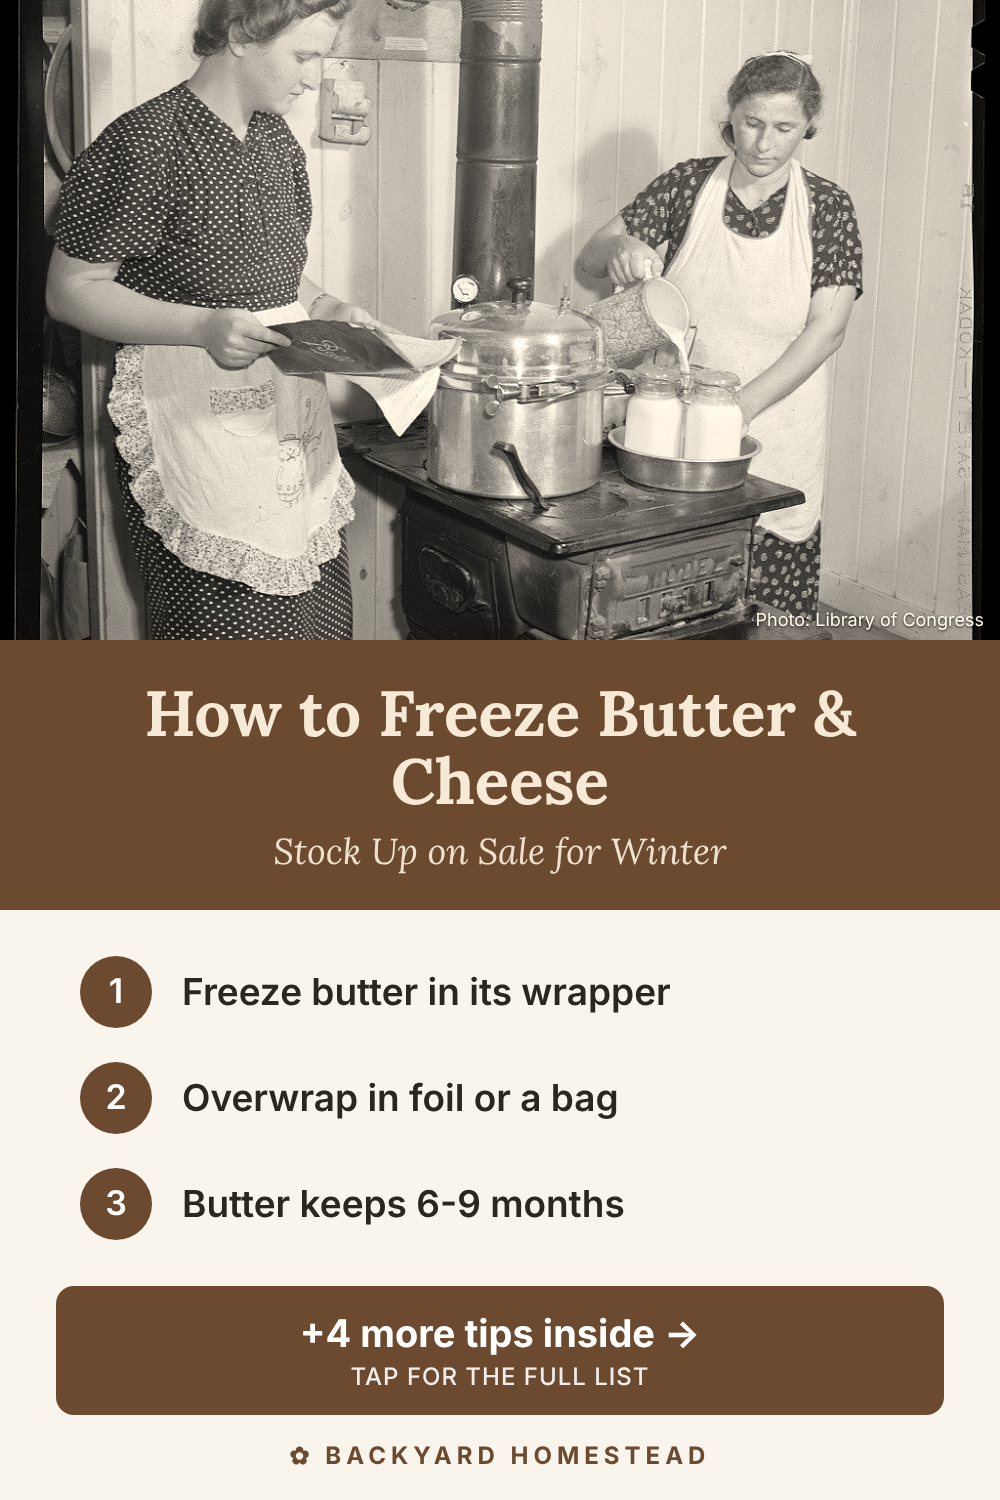 Photo: Library of Congress
How to Freeze Butter &
Cheese
Stock Up on Sale for Winter
1 Freeze butter in its wrapper
2 Overwrap in foil or a bag
3 Butter keeps 6-9 months
+4 more tips inside →
TAP FOR THE FULL LIST
✿ BACKYARD HOMESTEAD